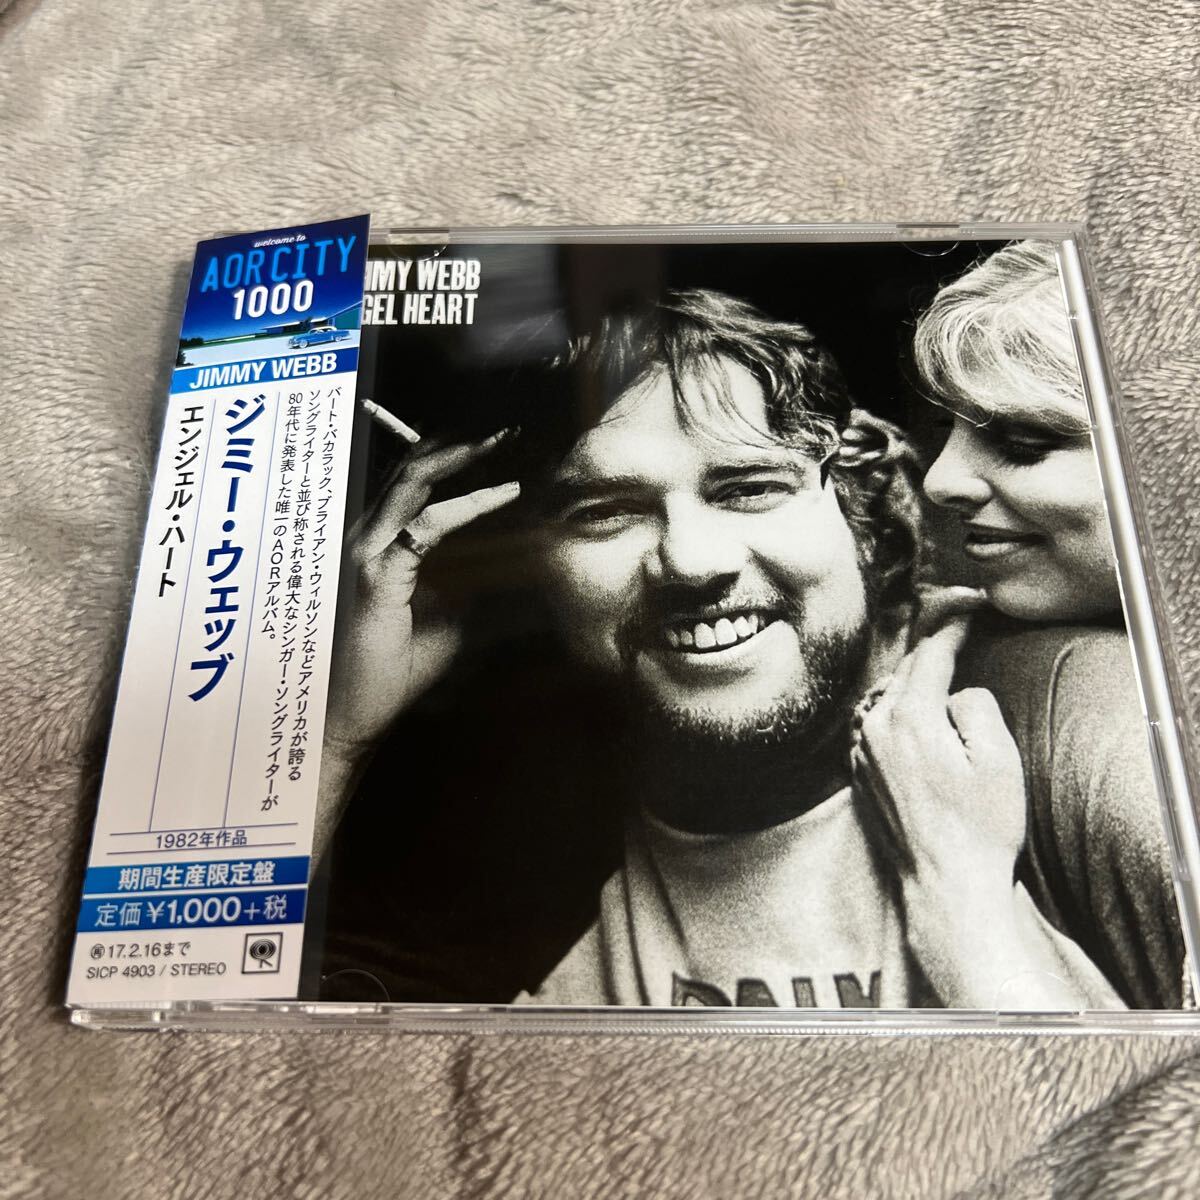 welcome to
AOR CITY
1000
JIMMY WEBB
バート・バカラック、ブライアン・ウィルソンなどアメリカが誇る
ソングライターと並び称される偉大なシンガー・ソングライターが
80年代に発表した唯一のAORアルバム。
ジミー・ウェッブ
エンジェル・ハート
1982年作品
期間生産限定盤
定価¥1,000+税
㋐17.2.16まで
SICP 4903 / STEREO
MMY WEBB
GEL HEART
PALM